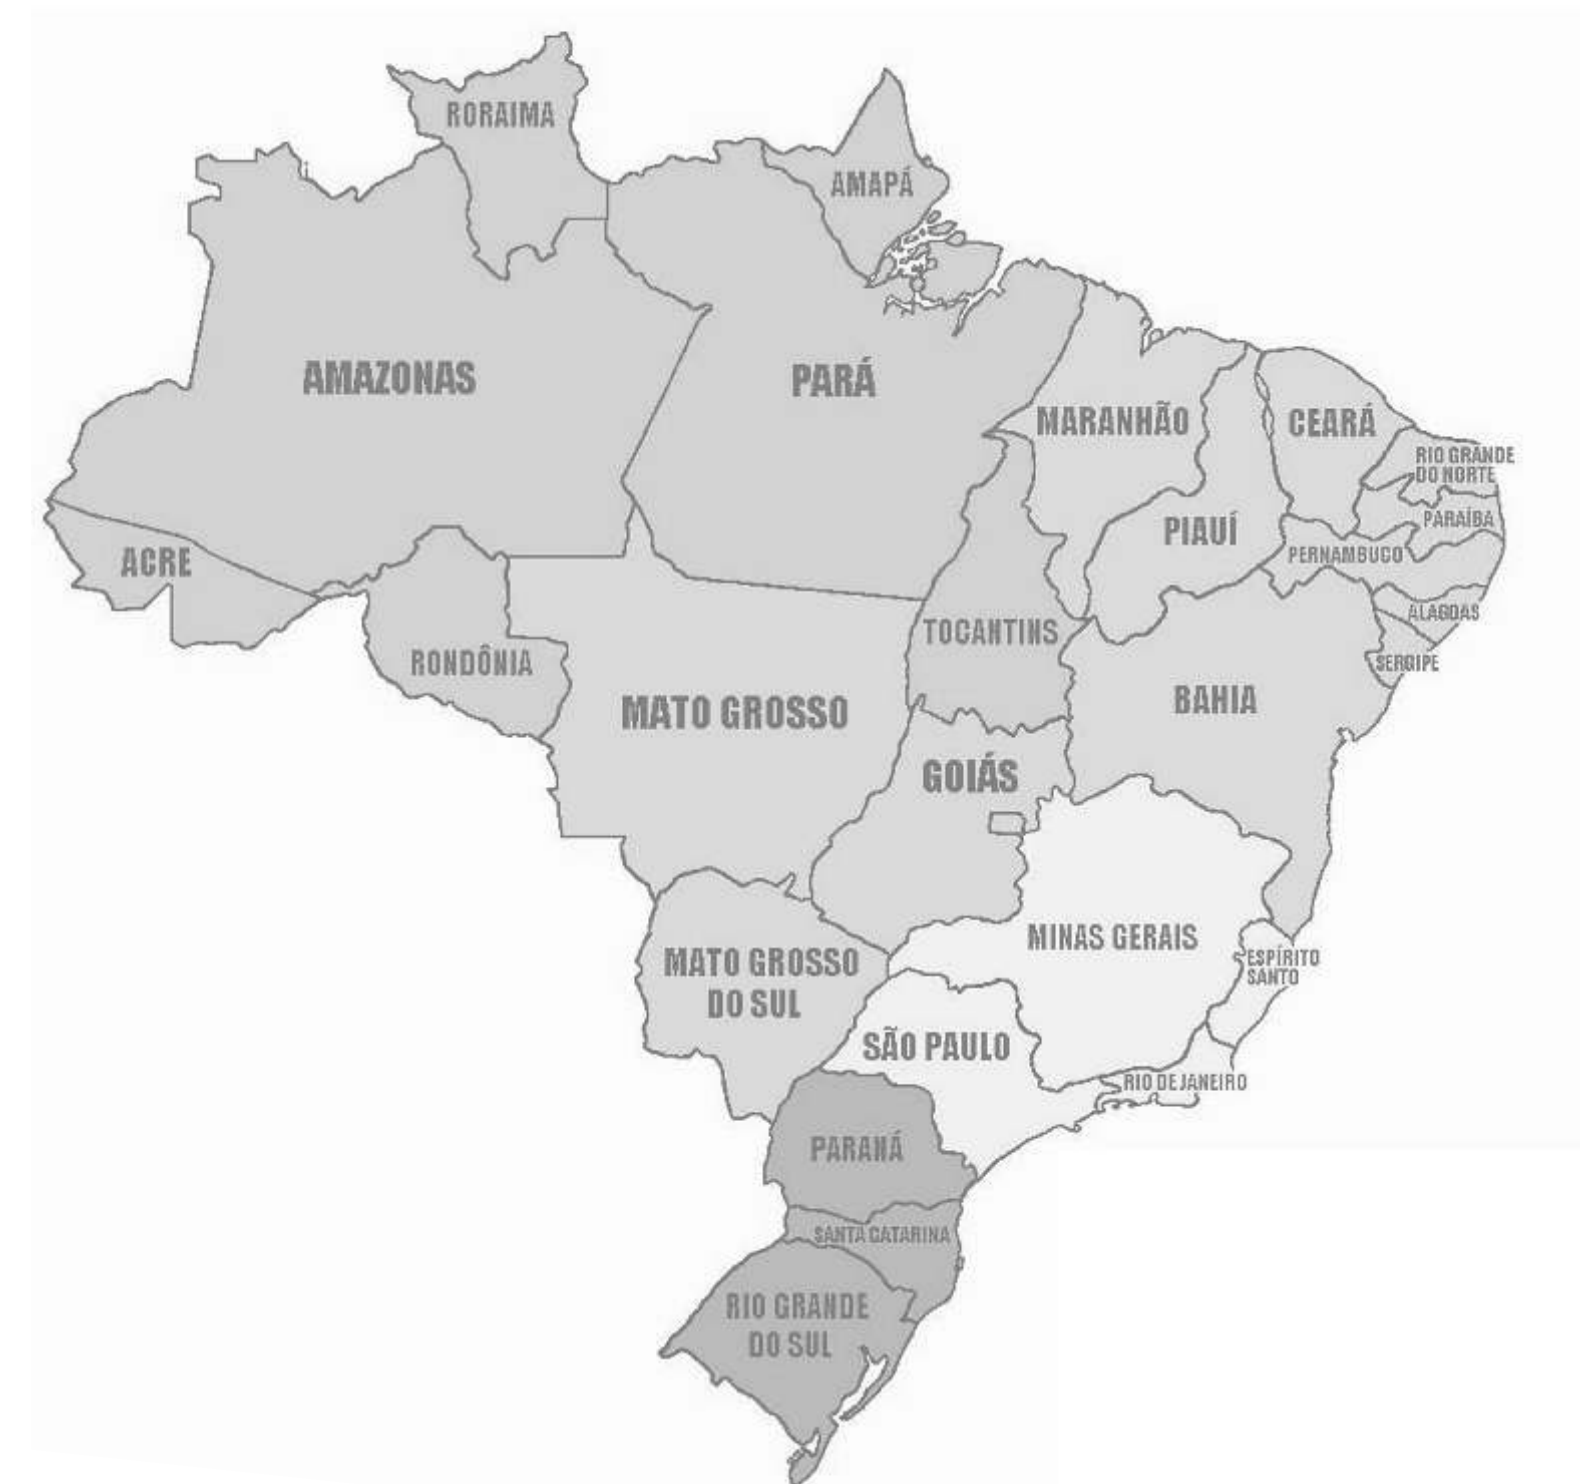 RORAIMA
AMAPÁ
AMAZONAS
PARÁ
MARANHÃO
CEARÁ
RIO GRANDE
DO NORTE
PARAÍBA
PIAUÍ
PERNAMBUCO
ACRE
ALAGOAS
TOCANTINS
RONDÔNIA
SERGIPE
MATO GROSSO
BAHIA
GOIÁS
MINAS GERAIS
ESPÍRITO
SANTO
MATO GROSSO
DO SUL
SÃO PAULO
RIO DE JANEIRO
PARANÁ
SANTA CATARINA
RIO GRANDE
DO SUL